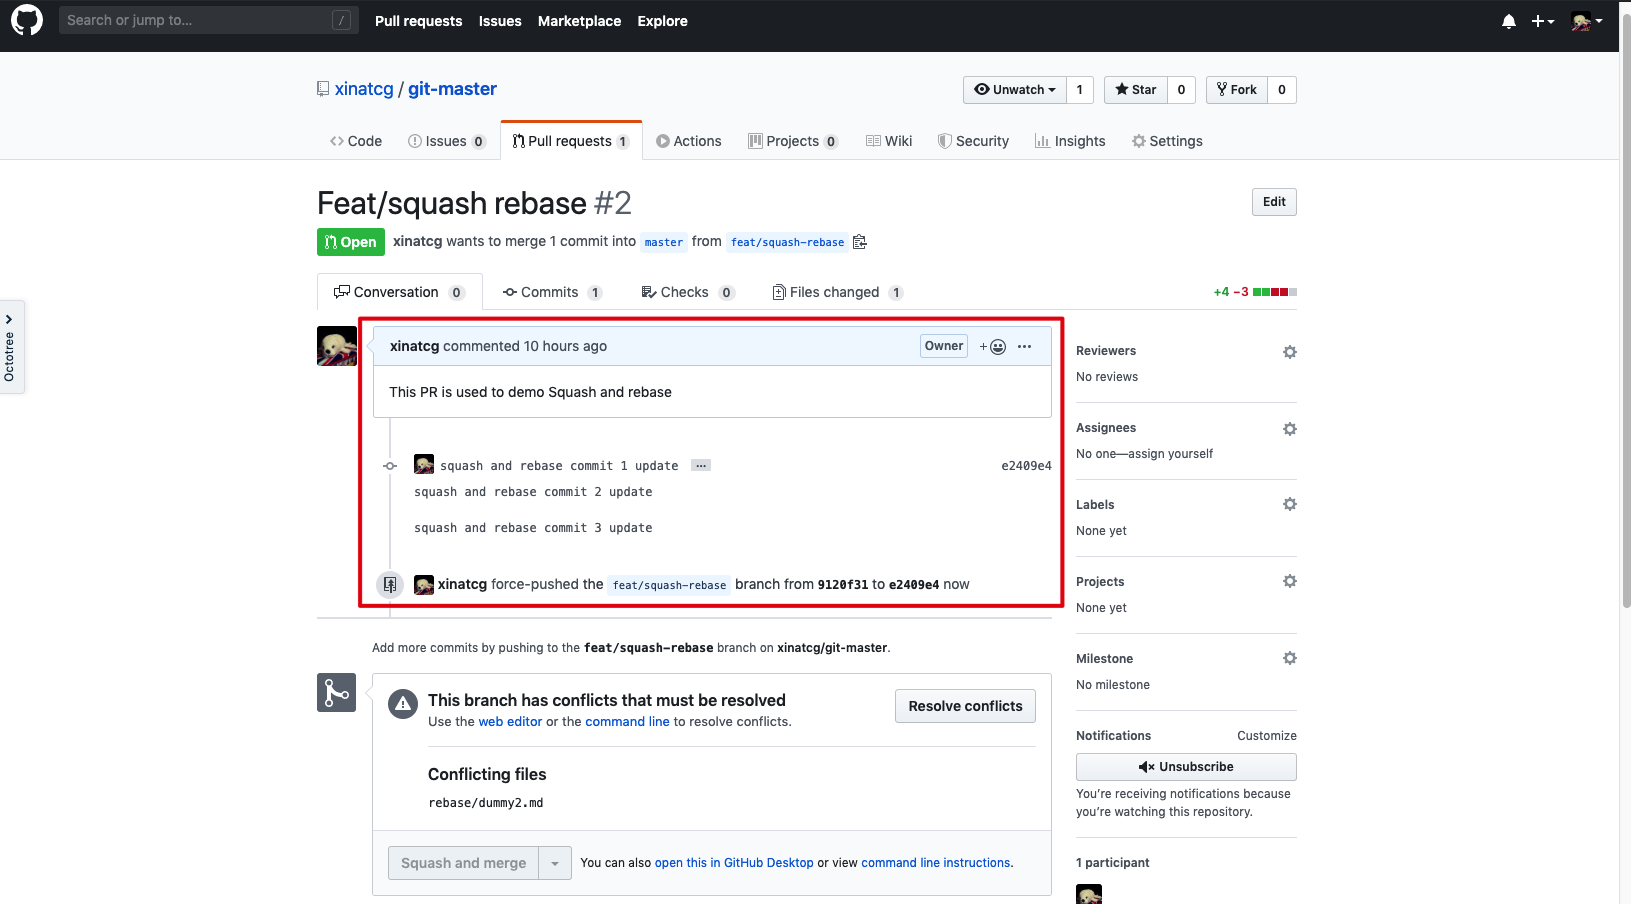 Search or jump to… /
Pull requests Issues Marketplace Explore
xinatcg / git-master
Unwatch 1 Star 0 Fork 0
Code Issues 0 Pull requests 1 Actions Projects 0 Wiki Security Insights Settings
Feat/squash rebase #2
Edit
Open xinatcg wants to merge 1 commit into master from feat/squash-rebase
Conversation 0 Commits 1 Checks 0 Files changed 1 +4 −3
Octotree
xinatcg commented 10 hours ago Owner + ···
This PR is used to demo Squash and rebase
squash and rebase commit 1 update … e2409e4
squash and rebase commit 2 update
squash and rebase commit 3 update
xinatcg force-pushed the feat/squash-rebase branch from 9120f31 to e2409e4 now
Add more commits by pushing to the feat/squash-rebase branch on xinatcg/git-master.
This branch has conflicts that must be resolved
Use the web editor or the command line to resolve conflicts.
Resolve conflicts
Conflicting files
rebase/dummy2.md
Squash and merge You can also open this in GitHub Desktop or view command line instructions.
Reviewers
No reviews
Assignees
No one—assign yourself
Labels
None yet
Projects
None yet
Milestone
No milestone
Notifications Customize
Unsubscribe
You're receiving notifications because
you're watching this repository.
1 participant